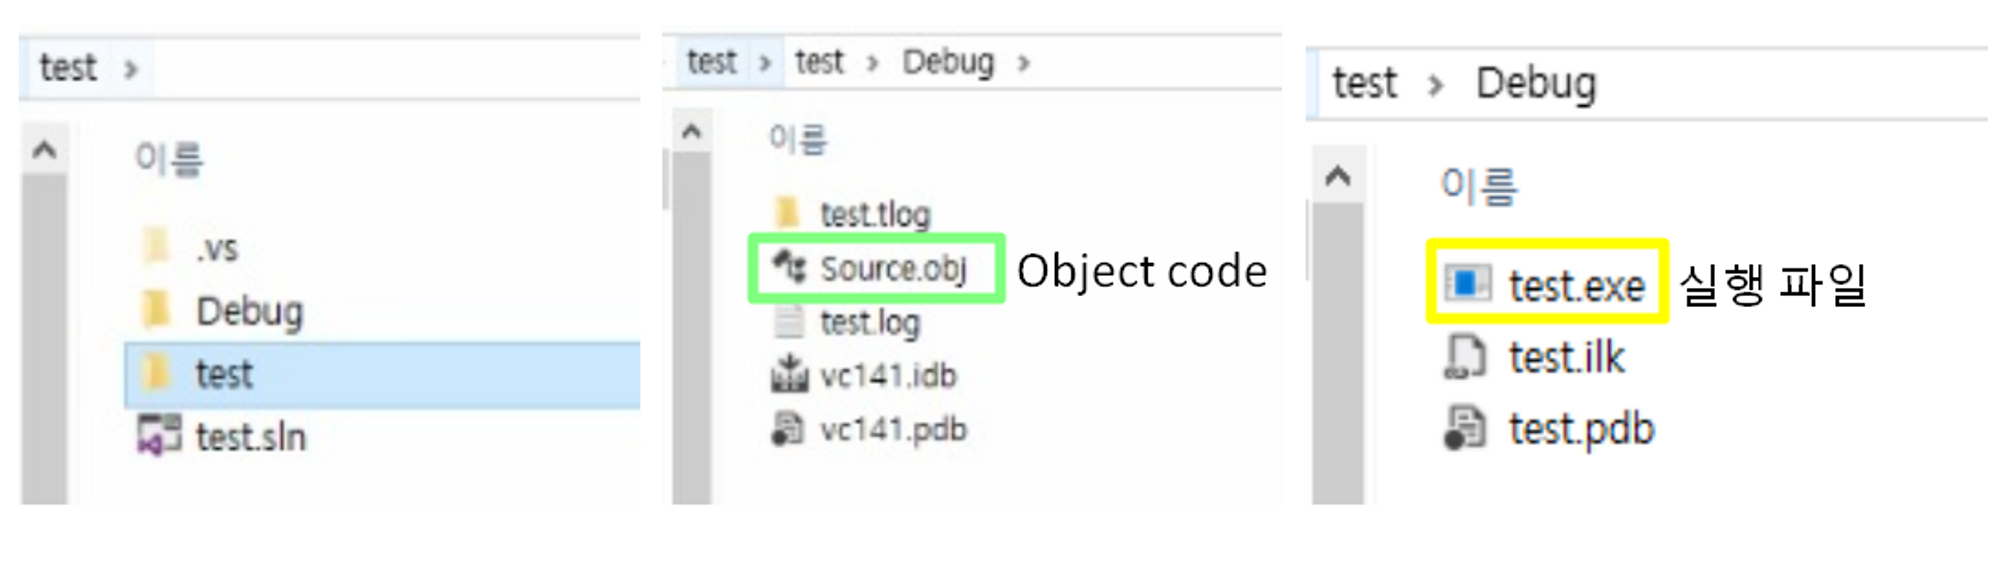 test >
이름
.vs
Debug
test
test.sln
test > test > Debug >
이름
test.tlog
Source.obj Object code
test.log
vc141.idb
vc141.pdb
test > Debug
이름
test.exe 실행 파일
test.ilk
test.pdb